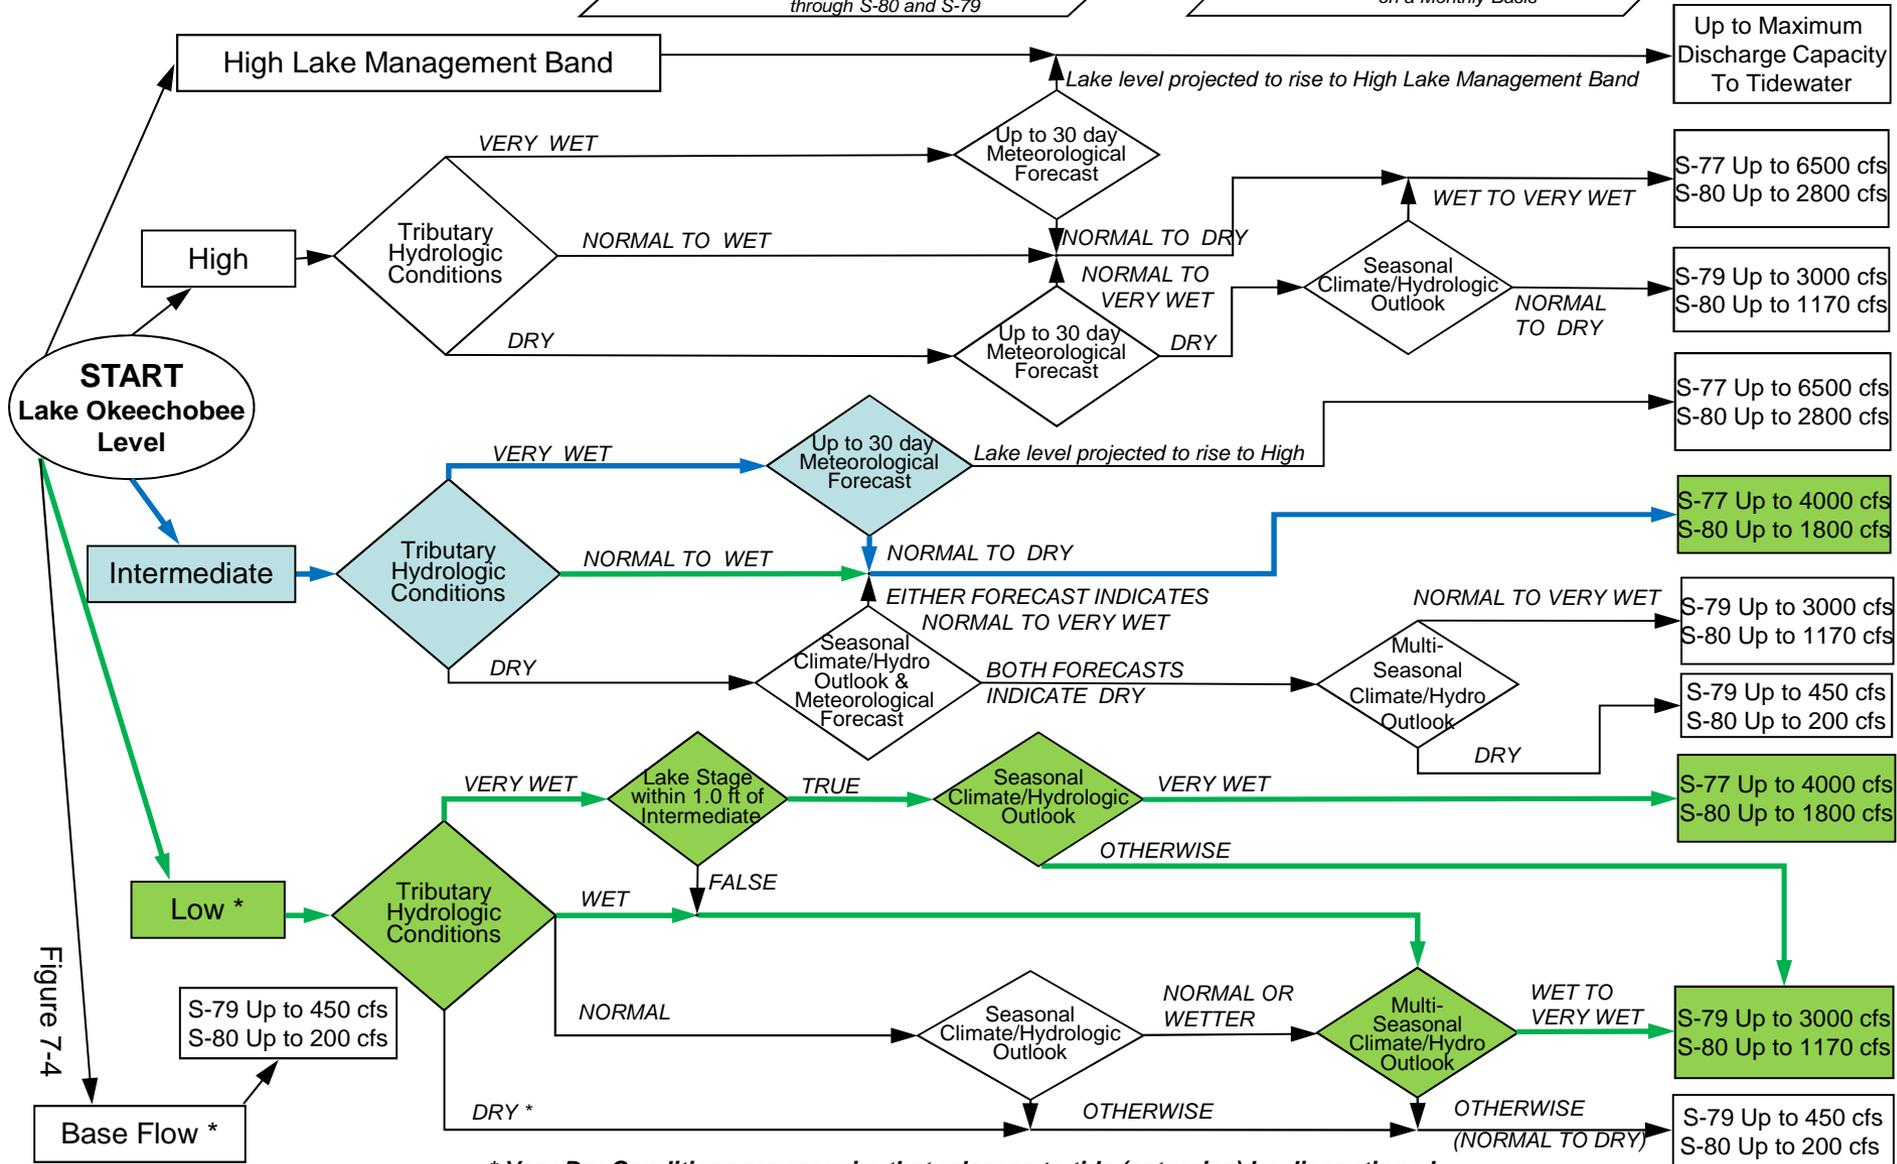 through S-80 and S-79
on a Monthly Basis
High Lake Management Band
Lake level projected to rise to High Lake Management Band
Up to Maximum
Discharge Capacity
To Tidewater
VERY WET
Up to 30 day
Meteorological
Forecast
S-77 Up to 6500 cfs
S-80 Up to 2800 cfs
WET TO VERY WET
High
Tributary
Hydrologic
Conditions
NORMAL TO WET
NORMAL TO DRY
NORMAL TO
VERY WET
Seasonal
Climate/Hydrologic
Outlook
NORMAL
TO DRY
S-79 Up to 3000 cfs
S-80 Up to 1170 cfs
DRY
Up to 30 day
Meteorological
Forecast
DRY
START
Lake Okeechobee
Level
S-77 Up to 6500 cfs
S-80 Up to 2800 cfs
VERY WET
Up to 30 day
Meteorological
Forecast
Lake level projected to rise to High
S-77 Up to 4000 cfs
S-80 Up to 1800 cfs
Intermediate
Tributary
Hydrologic
Conditions
NORMAL TO WET
NORMAL TO DRY
EITHER FORECAST INDICATES
NORMAL TO VERY WET
NORMAL TO VERY WET
S-79 Up to 3000 cfs
S-80 Up to 1170 cfs
DRY
Seasonal
Climate/Hydro
Outlook &
Meteorological
Forecast
BOTH FORECASTS
INDICATE DRY
Multi-
Seasonal
Climate/Hydro
Outlook
S-79 Up to 450 cfs
S-80 Up to 200 cfs
DRY
VERY WET
Lake Stage
within 1.0 ft of
Intermediate
TRUE
Seasonal
Climate/Hydrologic
Outlook
VERY WET
S-77 Up to 4000 cfs
S-80 Up to 1800 cfs
OTHERWISE
FALSE
Low *
Tributary
Hydrologic
Conditions
WET
NORMAL
Seasonal
Climate/Hydrologic
Outlook
NORMAL OR
WETTER
Multi-
Seasonal
Climate/Hydro
Outlook
WET TO
VERY WET
S-79 Up to 3000 cfs
S-80 Up to 1170 cfs
Figure 7-4
S-79 Up to 450 cfs
S-80 Up to 200 cfs
Base Flow *
DRY *
OTHERWISE
OTHERWISE
(NORMAL TO DRY)
S-79 Up to 450 cfs
S-80 Up to 200 cfs